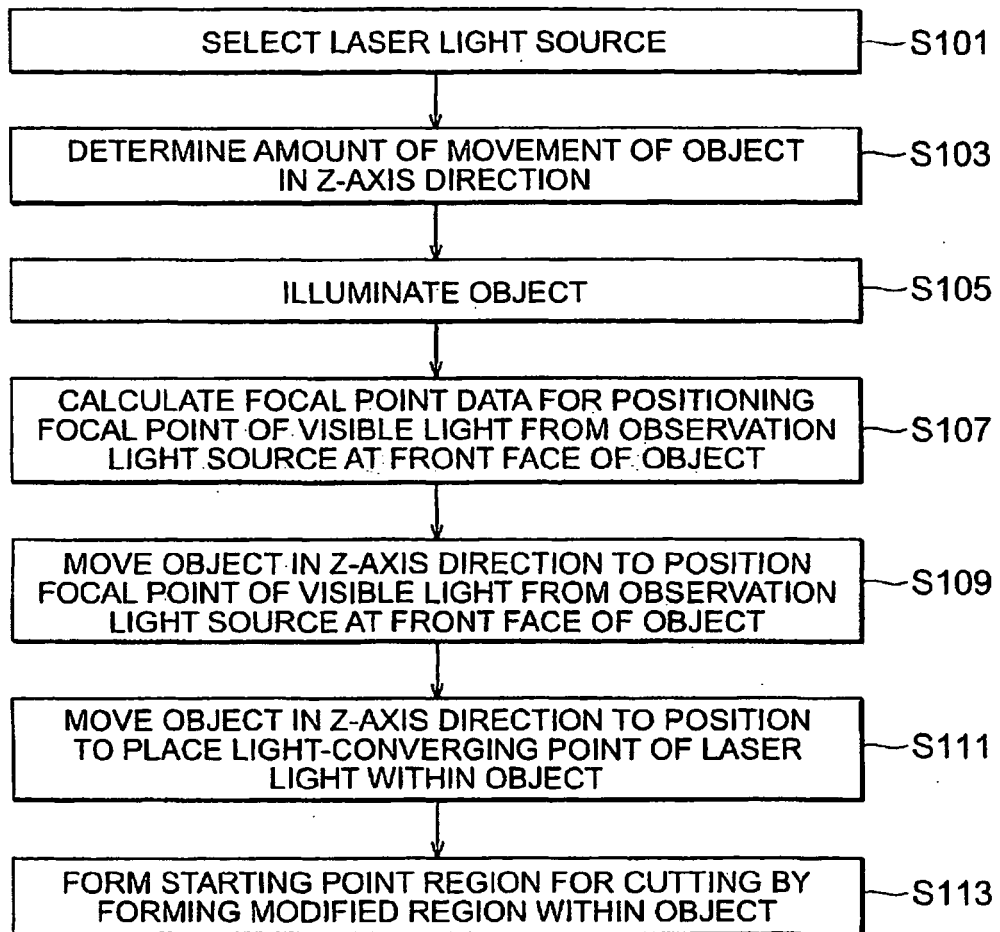 SELECT LASER LIGHT SOURCE
S101
DETERMINE AMOUNT OF MOVEMENT OF OBJECT
IN Z-AXIS DIRECTION
S103
ILLUMINATE OBJECT
S105
CALCULATE FOCAL POINT DATA FOR POSITIONING
FOCAL POINT OF VISIBLE LIGHT FROM OBSERVATION
LIGHT SOURCE AT FRONT FACE OF OBJECT
S107
MOVE OBJECT IN Z-AXIS DIRECTION TO POSITION
FOCAL POINT OF VISIBLE LIGHT FROM OBSERVATION
LIGHT SOURCE AT FRONT FACE OF OBJECT
S109
MOVE OBJECT IN Z-AXIS DIRECTION TO POSITION
TO PLACE LIGHT-CONVERGING POINT OF LASER
LIGHT WITHIN OBJECT
S111
FORM STARTING POINT REGION FOR CUTTING BY
FORMING MODIFIED REGION WITHIN OBJECT
S113